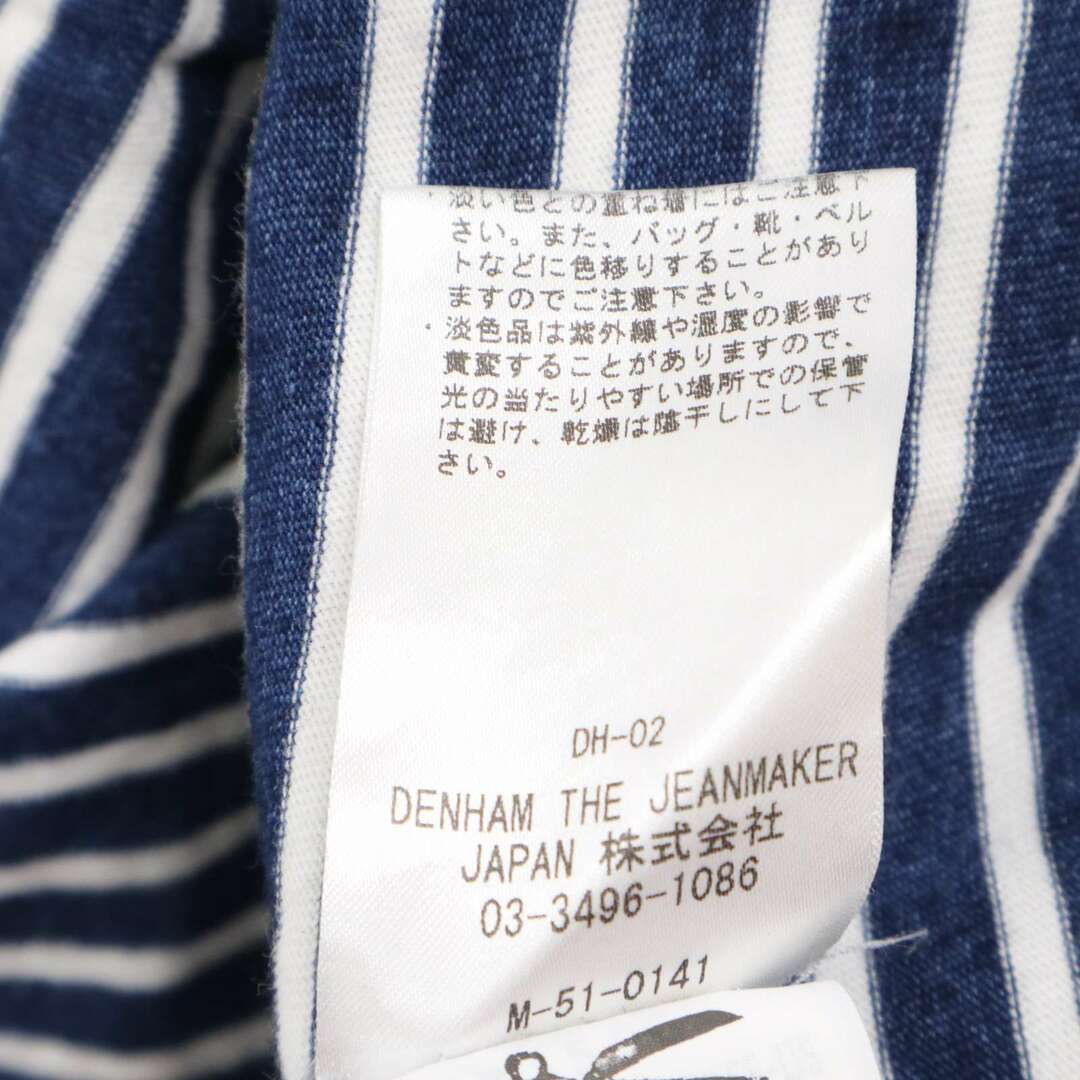 ・淡い色との重ね着にはご注意下
さい。また、バッグ・靴・ベル
トなどに色移りすることがあり
ますのでご注意下さい。
・淡色品は紫外線や湿度の影響で
黄変することがありますので、
光の当たりやすい場所での保管
は避け、乾燥は陰干しにして下
さい。
DH-02
DENHAM THE JEANMAKER
JAPAN 株式会社
03-3496-1086
M-51-0141